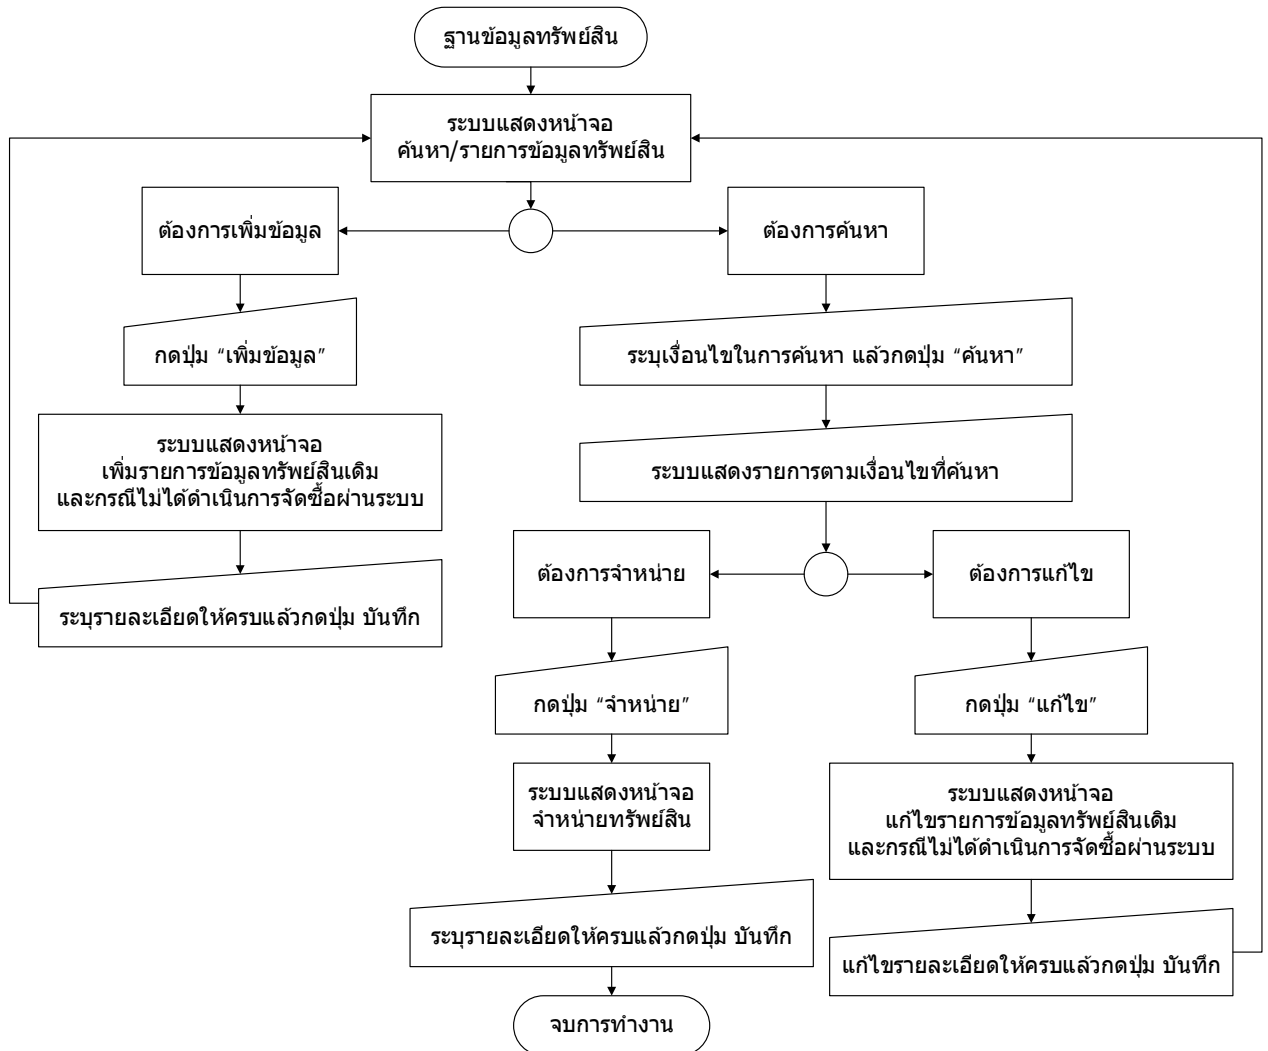 ฐานข้อมูลทรัพย์สิน
ระบบแสดงหน้าจอ
ค้นหา/รายการข้อมูลทรัพย์สิน
ต้องการเพิ่มข้อมูล
ต้องการค้นหา
กดปุ่ม “เพิ่มข้อมูล”
ระบุเงื่อนไขในการค้นหา แล้วกดปุ่ม “ค้นหา”
ระบบแสดงหน้าจอ
เพิ่มรายการข้อมูลทรัพย์สินเดิม
และกรณีไม่ได้ดำเนินการจัดซื้อผ่านระบบ
ระบบแสดงรายการตามเงื่อนไขที่ค้นหา
ต้องการจำหน่าย
ต้องการแก้ไข
ระบุรายละเอียดให้ครบแล้วกดปุ่ม บันทึก
กดปุ่ม “จำหน่าย”
กดปุ่ม “แก้ไข”
ระบบแสดงหน้าจอ
จำหน่ายทรัพย์สิน
ระบบแสดงหน้าจอ
แก้ไขรายการข้อมูลทรัพย์สินเดิม
และกรณีไม่ได้ดำเนินการจัดซื้อผ่านระบบ
ระบุรายละเอียดให้ครบแล้วกดปุ่ม บันทึก
แก้ไขรายละเอียดให้ครบแล้วกดปุ่ม บันทึก
จบการทำงาน